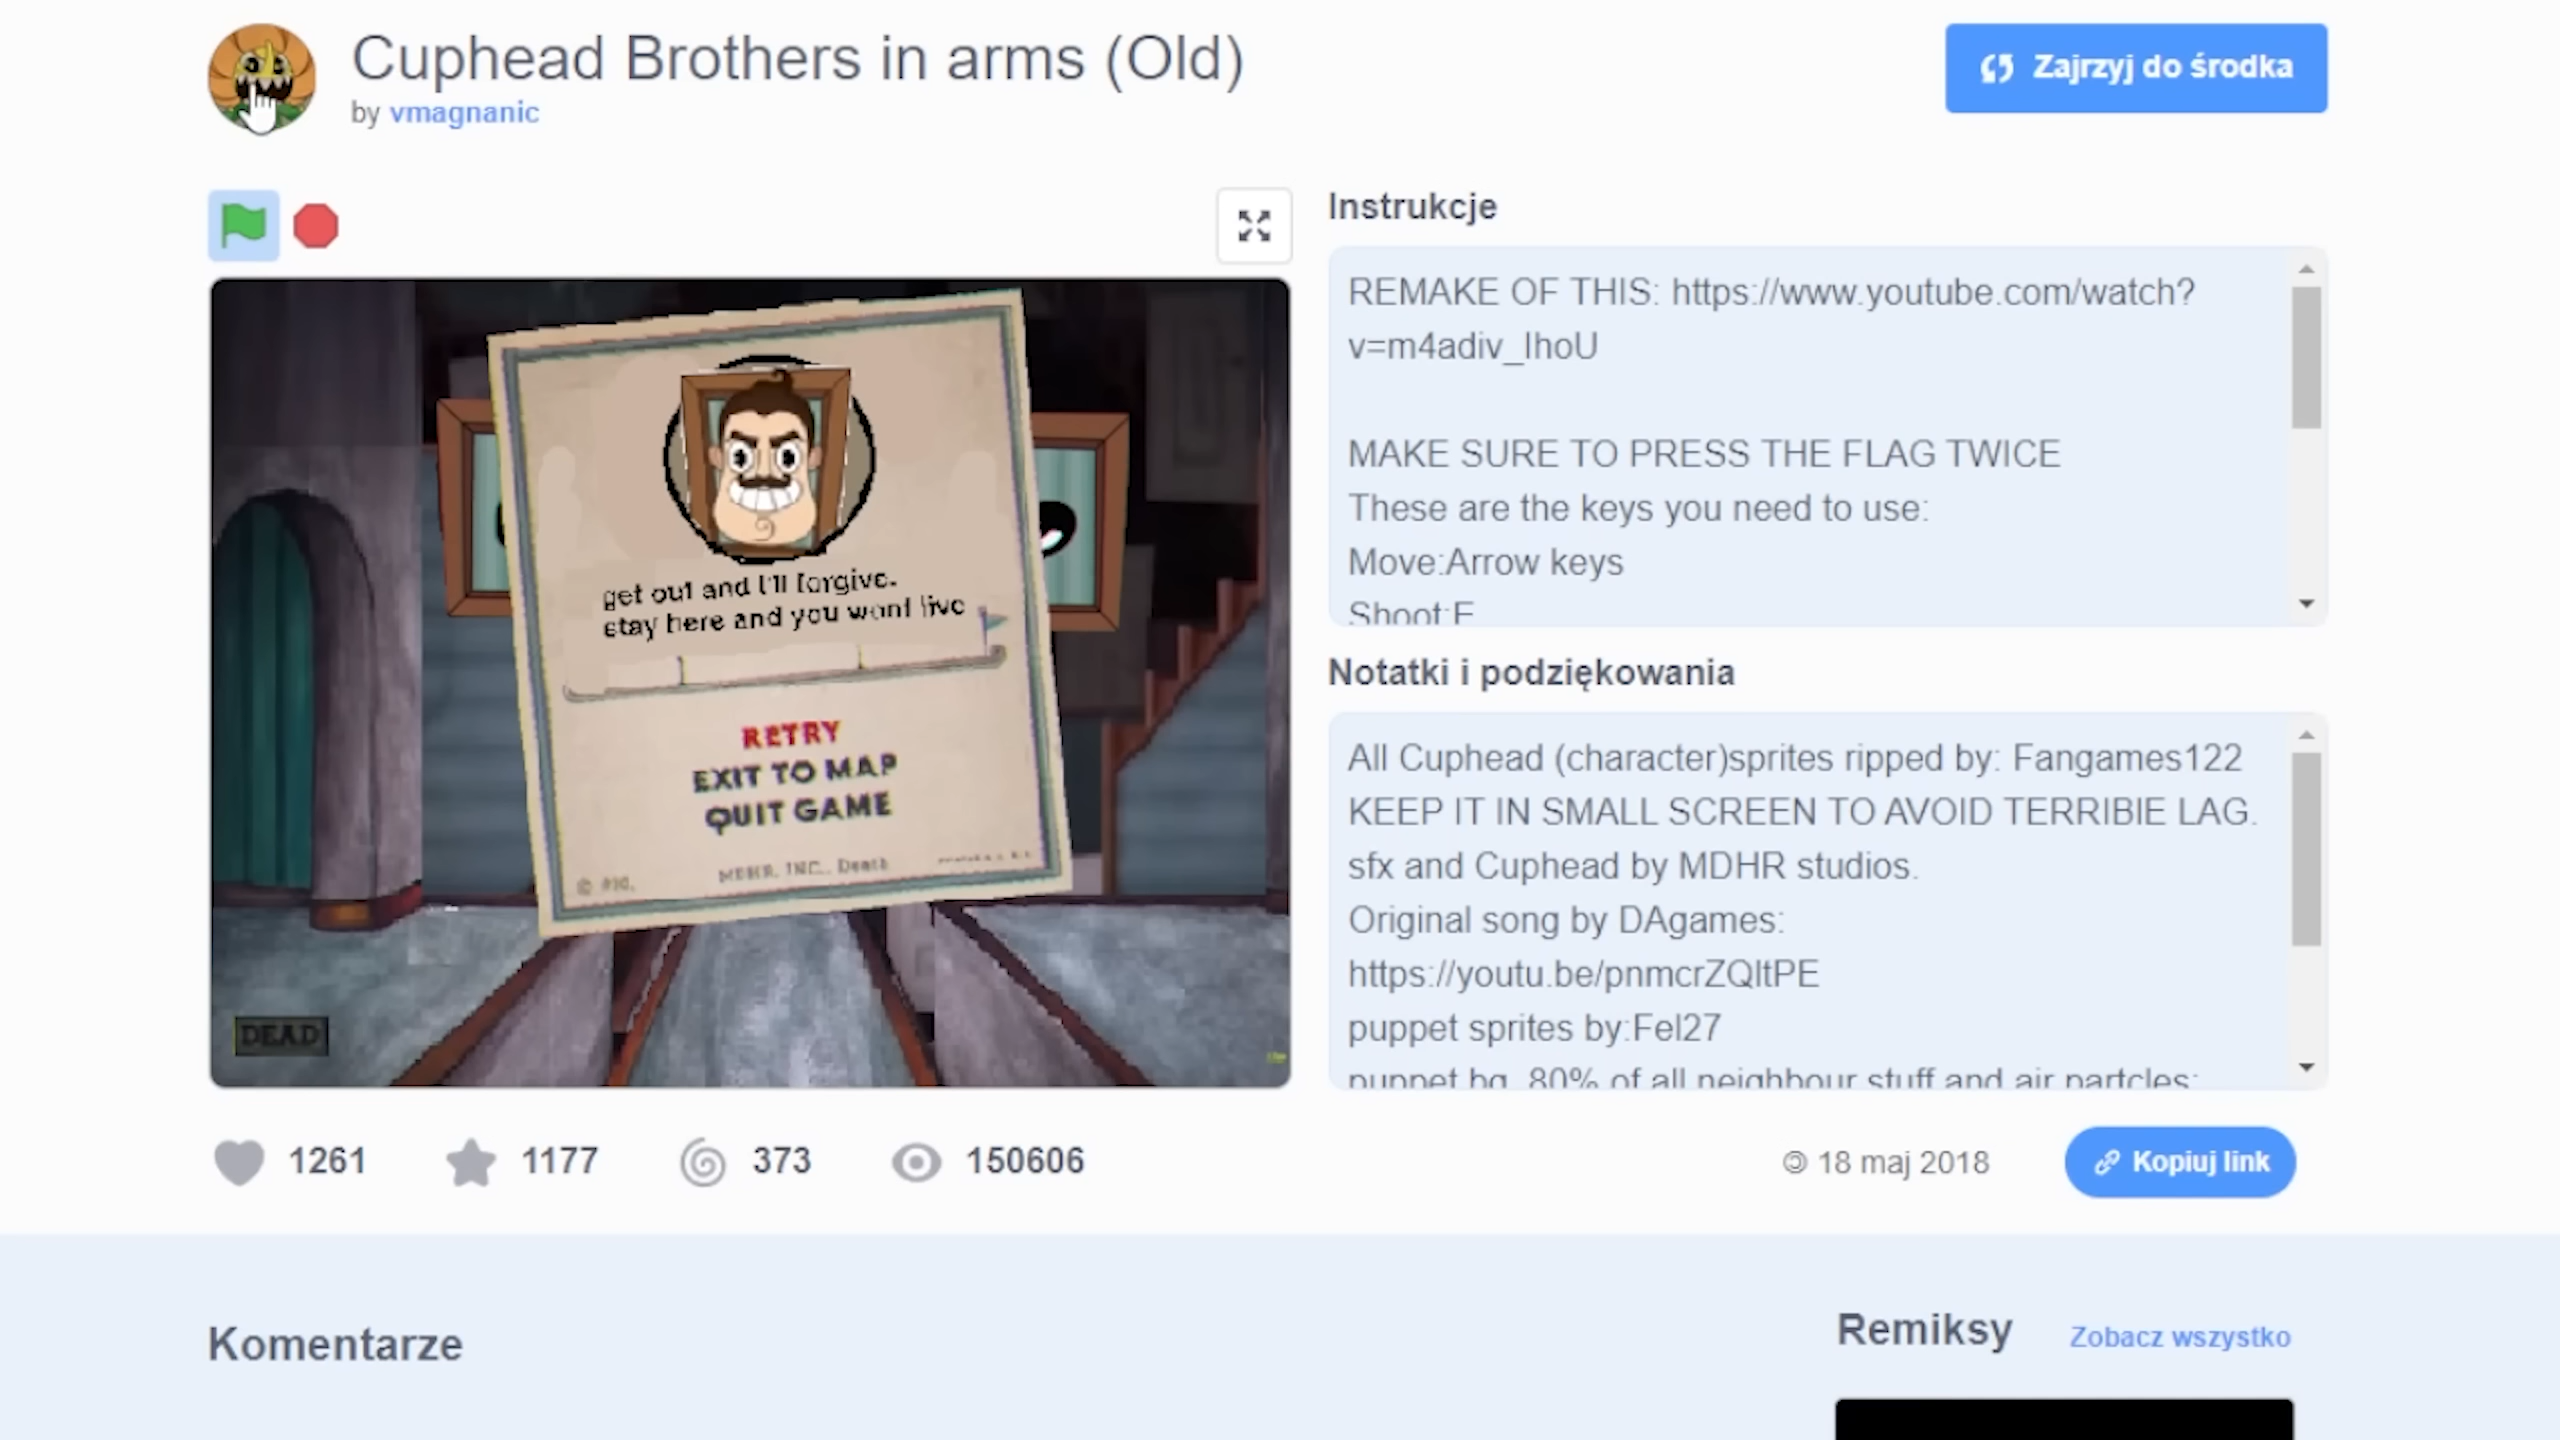 Cuphead Brothers in arms (Old)
by vmagnanic
Zajrzyj do środka
get out and I'll forgive.
stay here and you wont live
RETRY
EXIT TO MAP
QUIT GAME
MDHR, INC., Death
DEAD
Instrukcje
REMAKE OF THIS: https://www.youtube.com/watch?
v=m4adiv_IhoU
MAKE SURE TO PRESS THE FLAG TWICE
These are the keys you need to use:
Move:Arrow keys
Shoot:F
Notatki i podziękowania
All Cuphead (character)sprites ripped by: Fangames122
KEEP IT IN SMALL SCREEN TO AVOID TERRIBIE LAG.
sfx and Cuphead by MDHR studios.
Original song by DAgames:
https://youtu.be/pnmcrZQItPE
puppet sprites by:Fel27
puppet bg, 80% of all neighbour stuff and air partcles:
1261
1177
373
150606
18 maj 2018
Kopiuj link
Komentarze
Remiksy
Zobacz wszystko